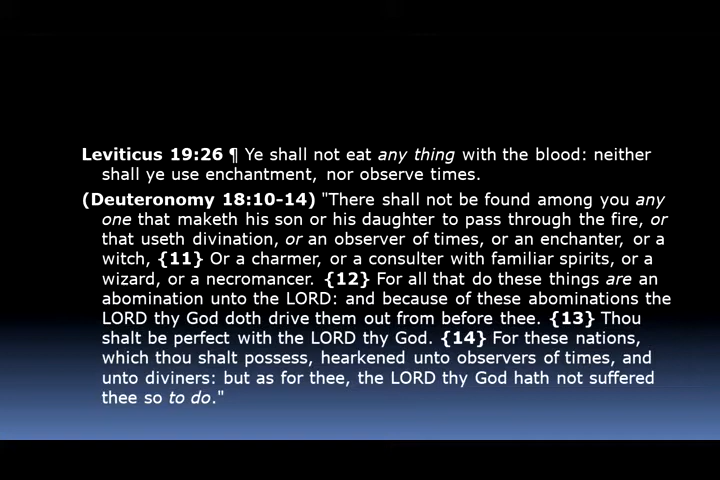 Leviticus 19:26 ¶ Ye shall not eat any thing with the blood: neither
shall ye use enchantment, nor observe times.
(Deuteronomy 18:10-14) "There shall not be found among you any
one that maketh his son or his daughter to pass through the fire, or
that useth divination, or an observer of times, or an enchanter, or a
witch, {11} Or a charmer, or a consulter with familiar spirits, or a
wizard, or a necromancer. {12} For all that do these things are an
abomination unto the LORD: and because of these abominations the
LORD thy God doth drive them out from before thee. {13} Thou
shalt be perfect with the LORD thy God. {14} For these nations,
which thou shalt possess, hearkened unto observers of times, and
unto diviners: but as for thee, the LORD thy God hath not suffered
thee so to do."